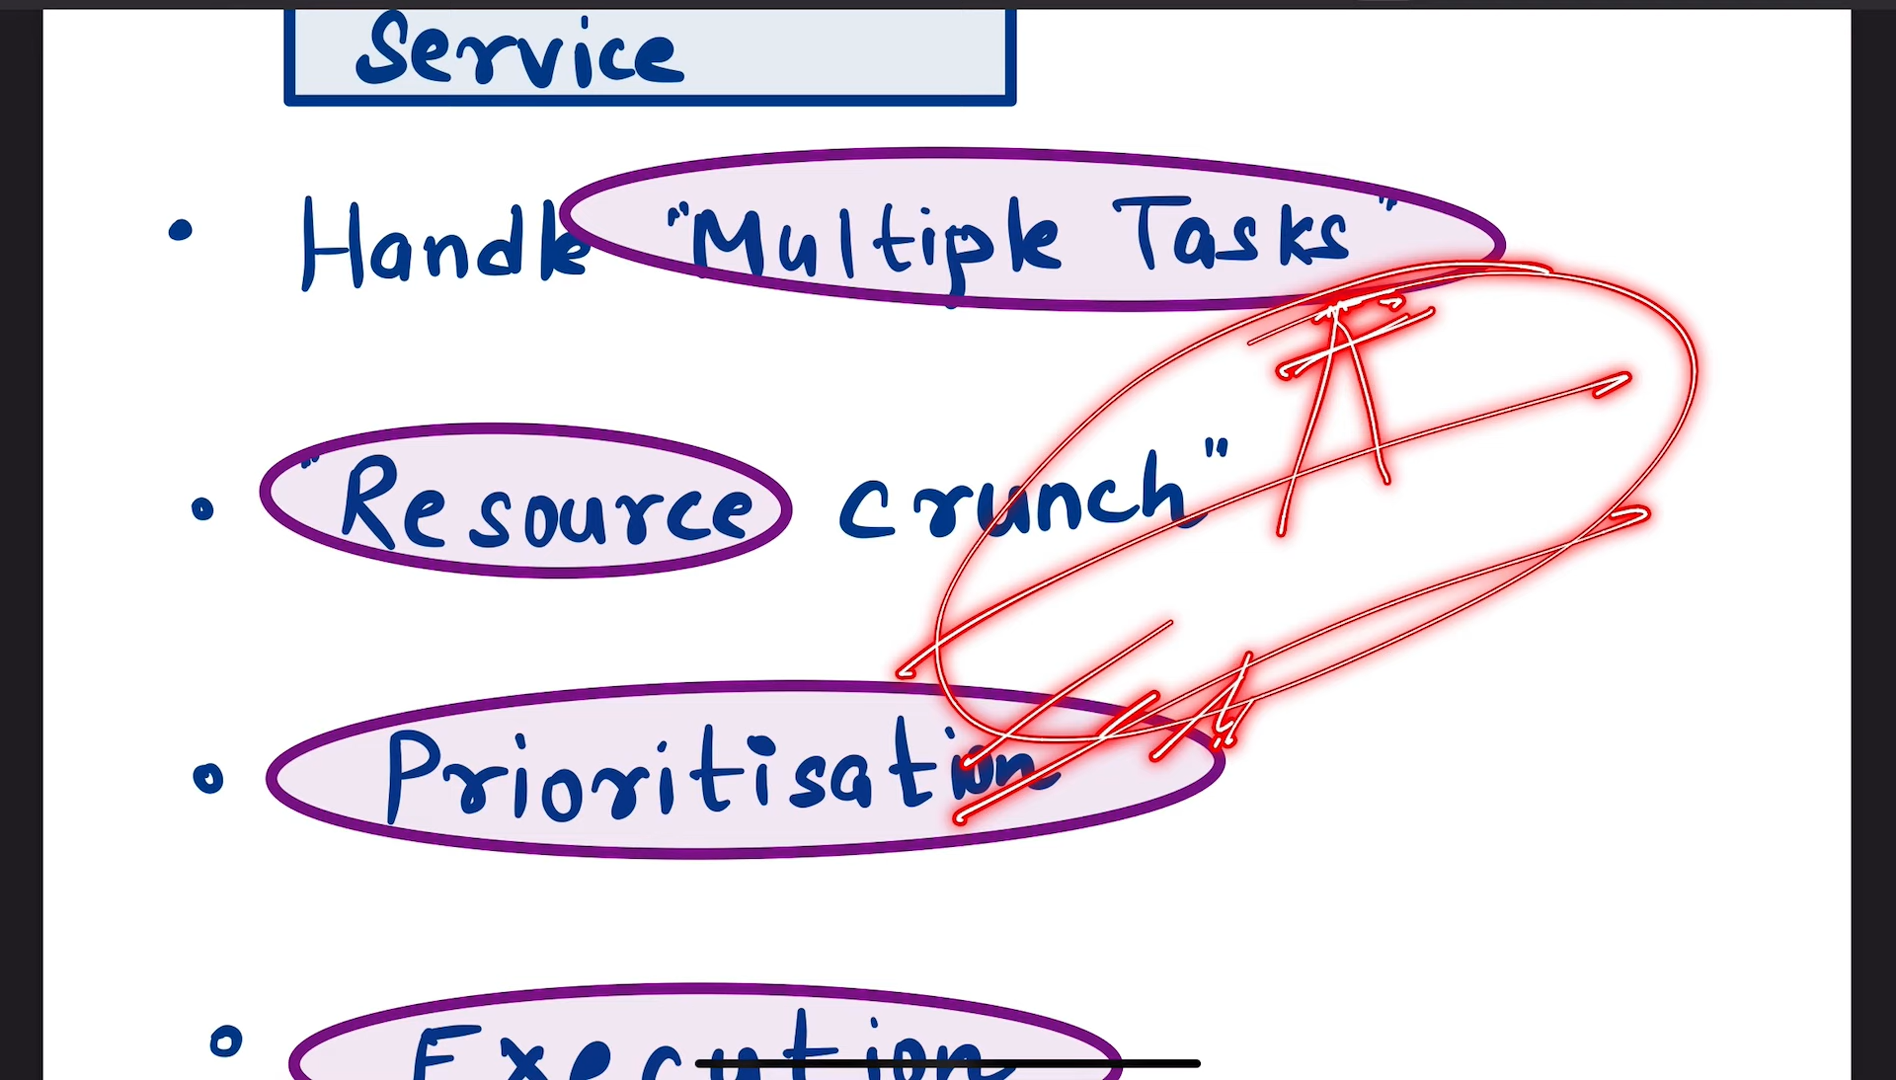 Service
• Handle "Multiple Tasks"
• "Resource crunch"
• Prioritisation
• Execution